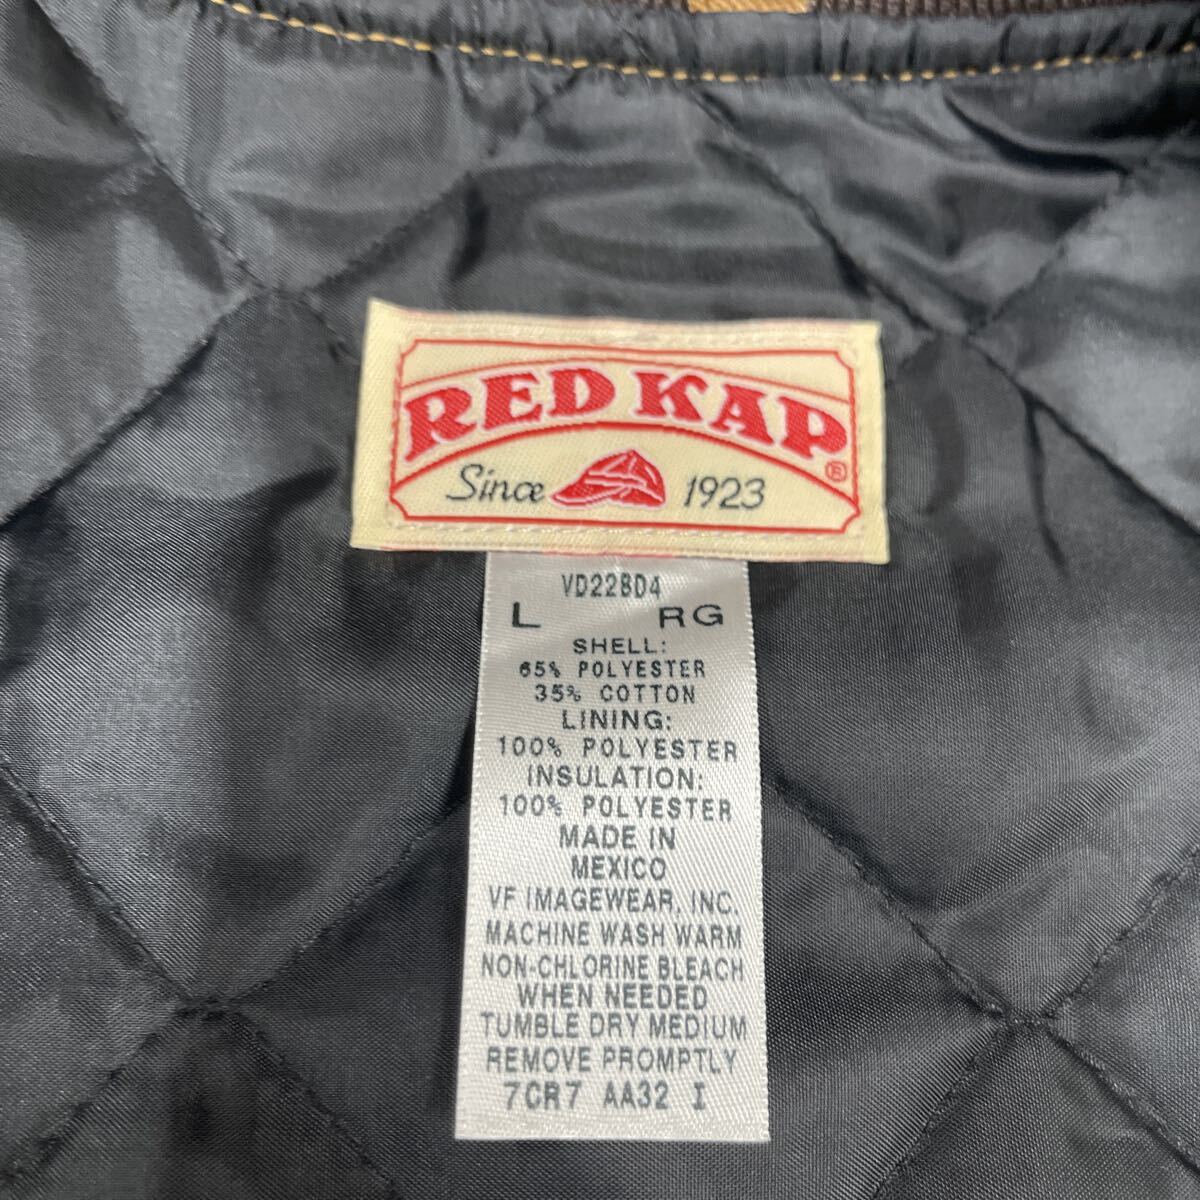 RED KAP®
Since 1923
VD22BD4
L RG
SHELL:
65% POLYESTER
35% COTTON
LINING:
100% POLYESTER
INSULATION:
100% POLYESTER
MADE IN
MEXICO
VF IMAGEWEAR, INC.
MACHINE WASH WARM
NON-CHLORINE BLEACH
WHEN NEEDED
TUMBLE DRY MEDIUM
REMOVE PROMPTLY
7CR7 AA32 I